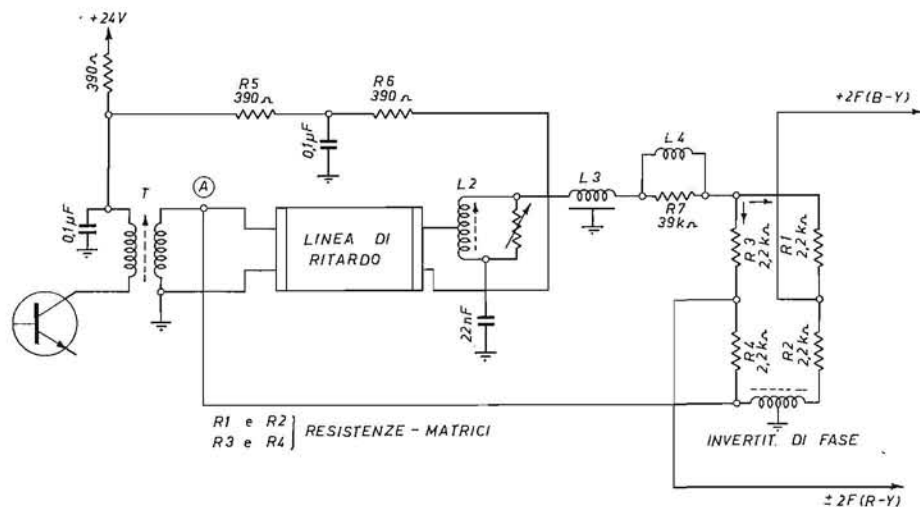 +24V
390Ω
R5
390Ω
R6
390Ω
0,1µF
+2F(B-Y)
L4
T
A
L2
L3
R7
39kΩ
0,1µF
LINEA DI
RITARDO
R3
2,2kΩ
R1
2,2kΩ
22nF
R4
2,2kΩ
R2
2,2kΩ
R1 e R2
R3 e R4
RESISTENZE-MATRICI
INVERTIT. DI FASE
±2F(R-Y)